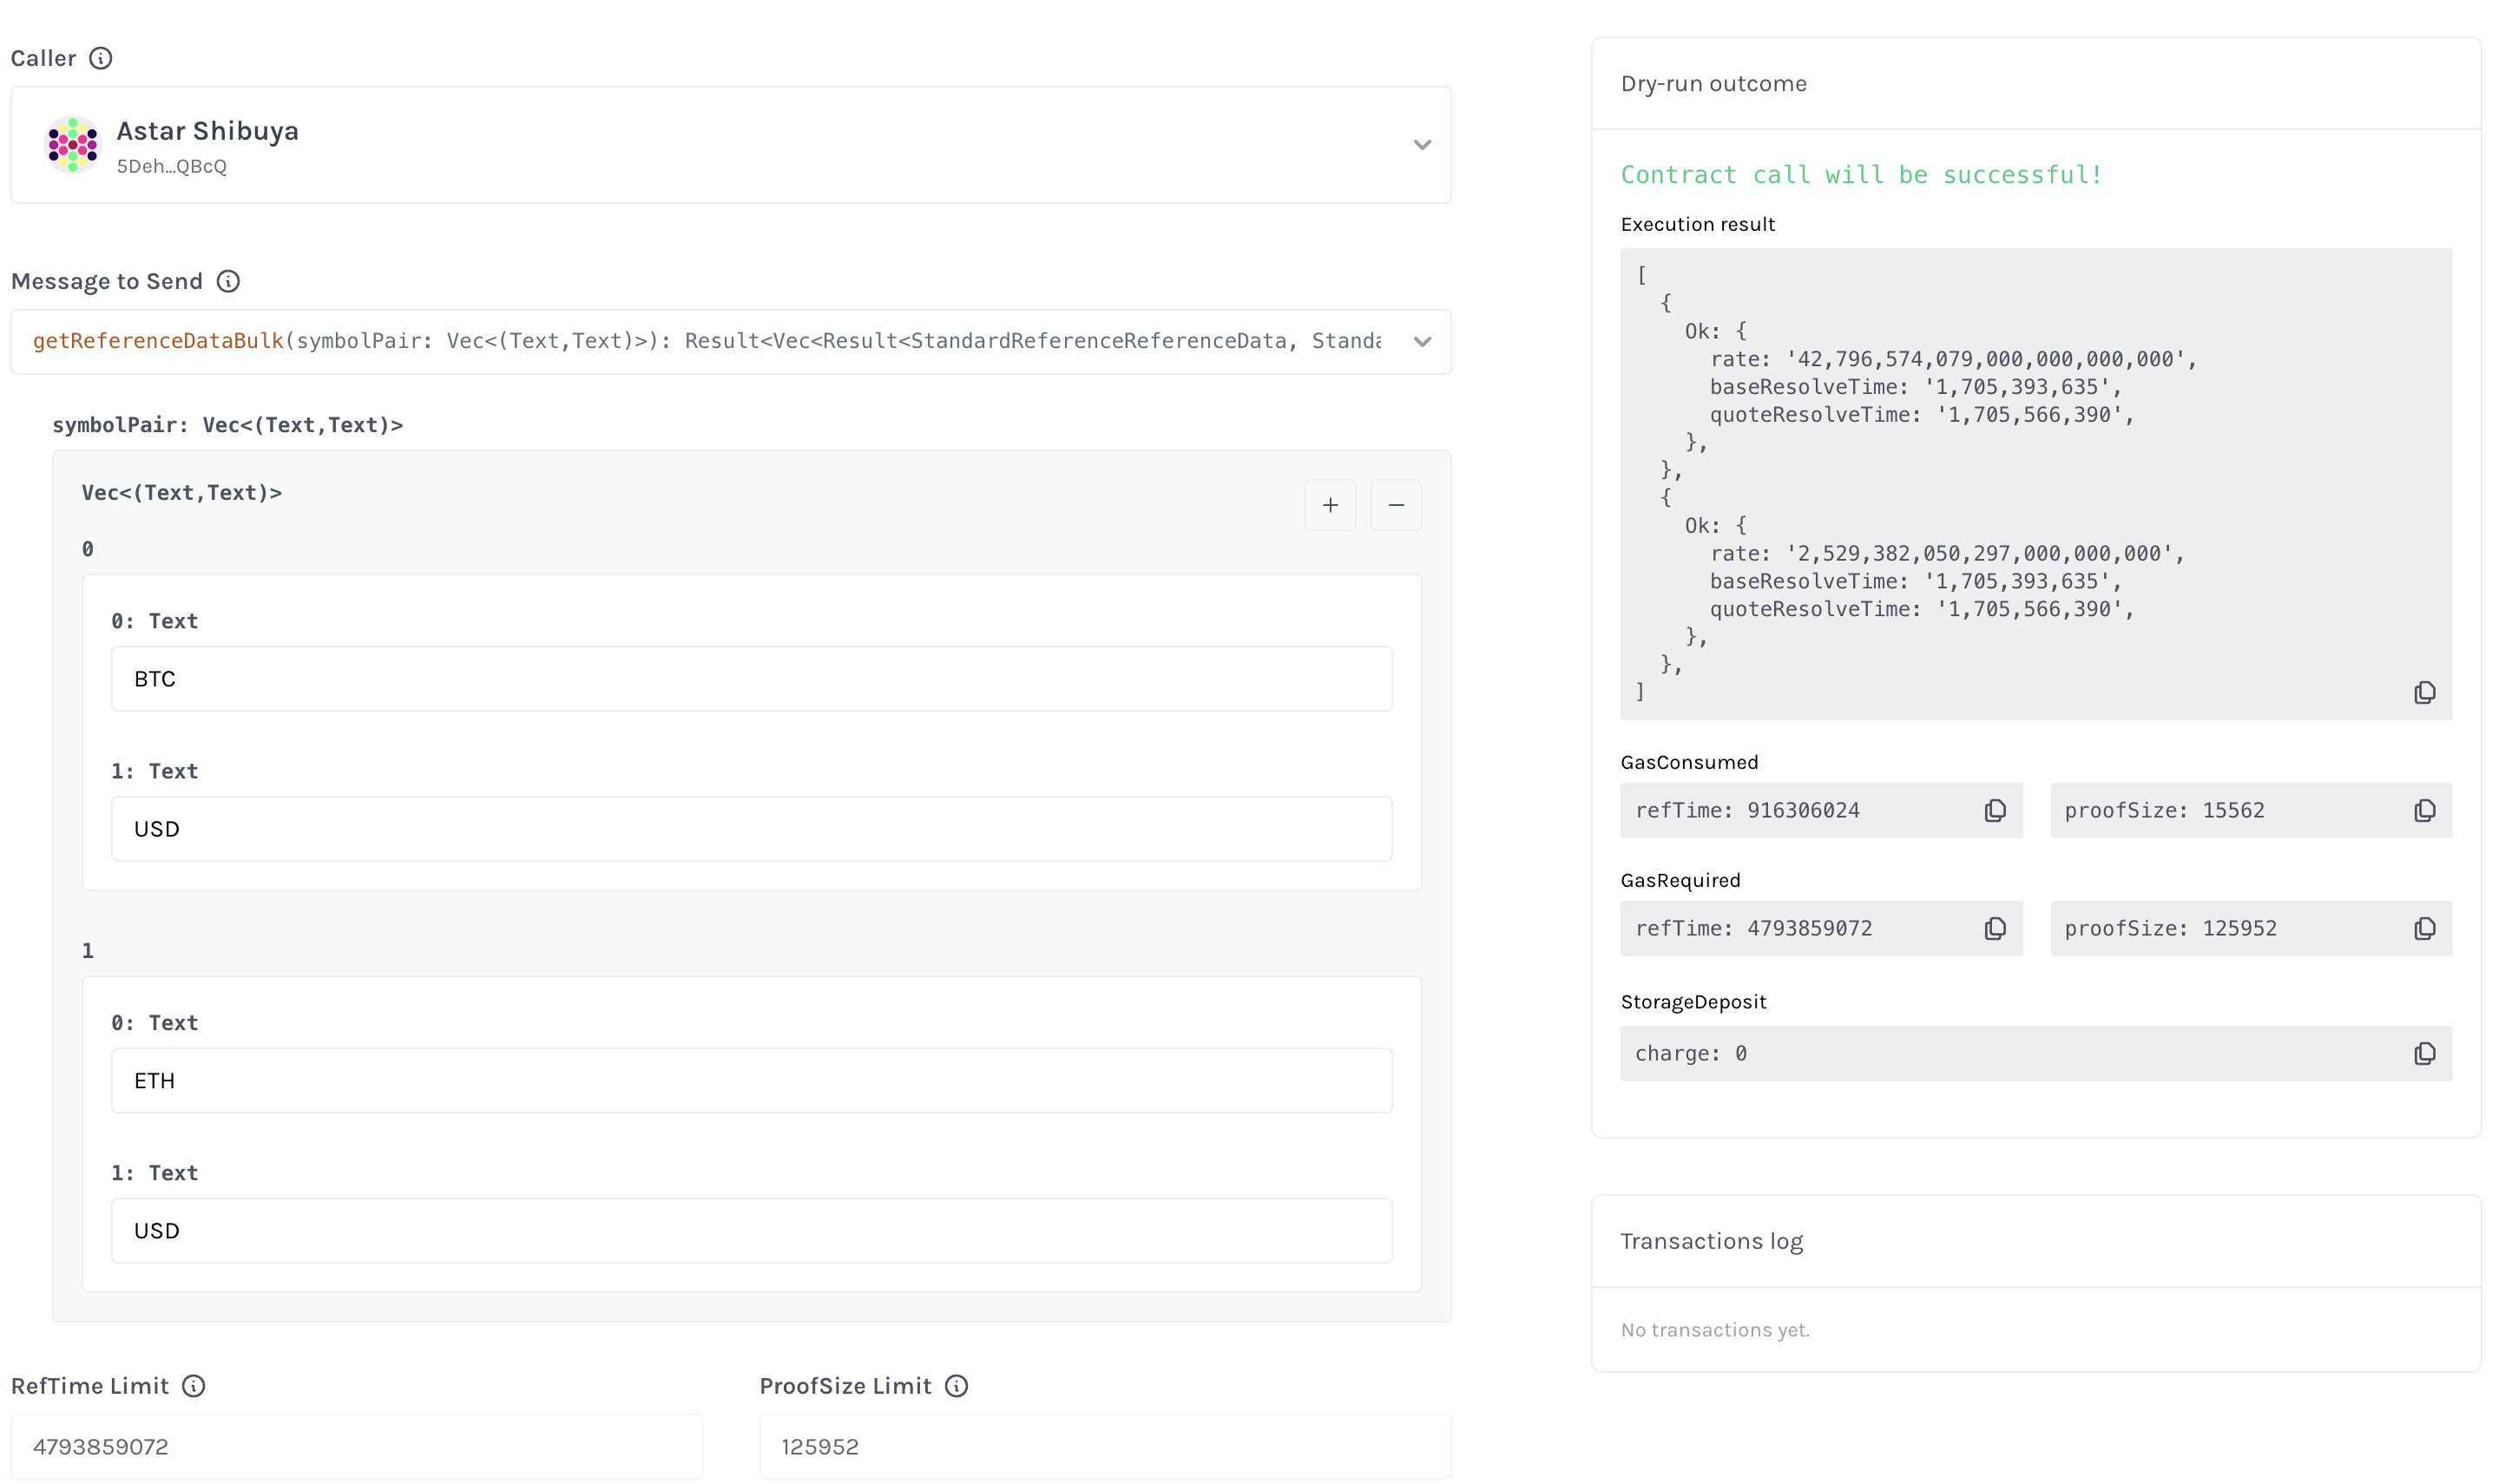 Caller
Astar Shibuya
5Deh...QBcQ
Message to Send
getReferenceDataBulk(symbolPair: Vec<(Text,Text)>): Result<Vec<Result<StandardReferenceReferenceData, Standa
symbolPair: Vec<(Text,Text)>
Vec<(Text,Text)>
+ −
0
0: Text
BTC
1: Text
USD
1
0: Text
ETH
1: Text
USD
RefTime Limit
4793859072
ProofSize Limit
125952
Dry-run outcome
Contract call will be successful!
Execution result
[
{
Ok: {
rate: '42,796,574,079,000,000,000,000',
baseResolveTime: '1,705,393,635',
quoteResolveTime: '1,705,566,390',
},
},
{
Ok: {
rate: '2,529,382,050,297,000,000,000',
baseResolveTime: '1,705,393,635',
quoteResolveTime: '1,705,566,390',
},
},
]
GasConsumed
refTime: 916306024
proofSize: 15562
GasRequired
refTime: 4793859072
proofSize: 125952
StorageDeposit
charge: 0
Transactions log
No transactions yet.